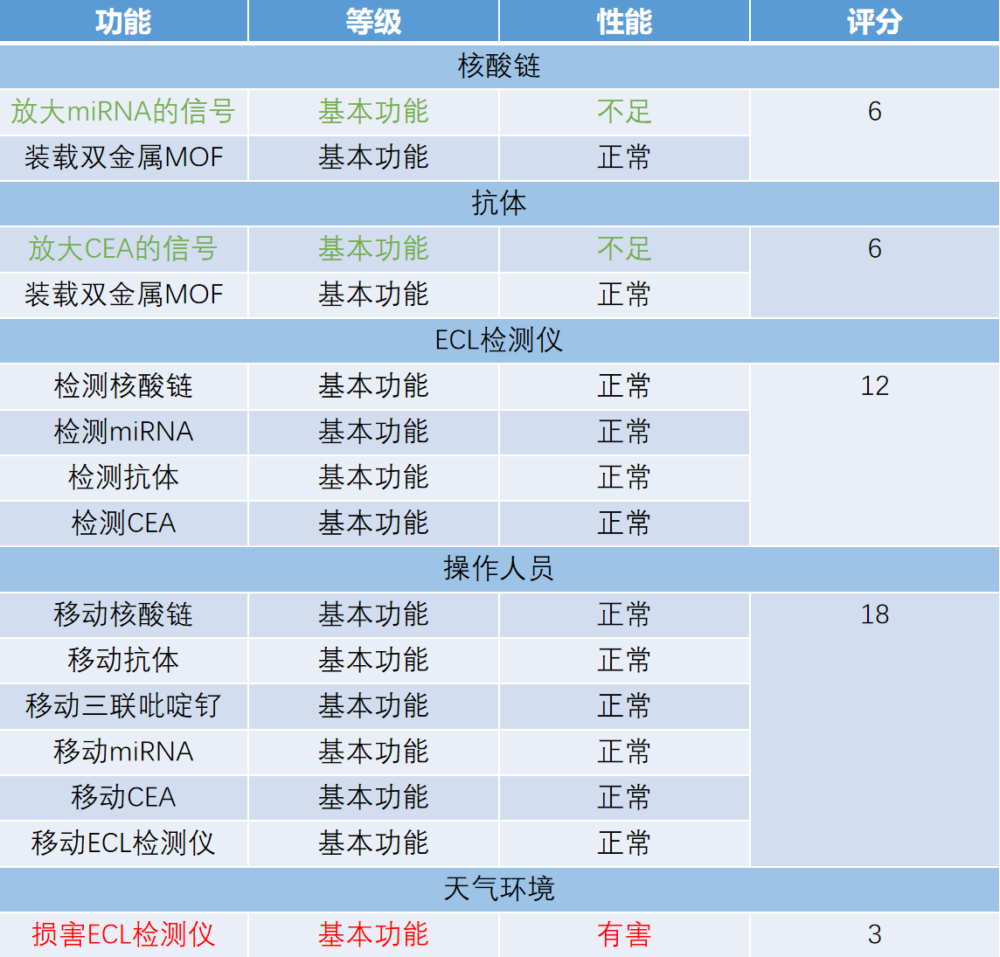 功能 等级 性能 评分
核酸链
放大miRNA的信号 基本功能 不足 6
装载双金属MOF 基本功能 正常
抗体
放大CEA的信号 基本功能 不足 6
装载双金属MOF 基本功能 正常
ECL检测仪
检测核酸链 基本功能 正常 12
检测miRNA 基本功能 正常
检测抗体 基本功能 正常
检测CEA 基本功能 正常
操作人员
移动核酸链 基本功能 正常 18
移动抗体 基本功能 正常
移动三联吡啶钌 基本功能 正常
移动miRNA 基本功能 正常
移动CEA 基本功能 正常
移动ECL检测仪 基本功能 正常
天气环境
损害ECL检测仪 基本功能 有害 3